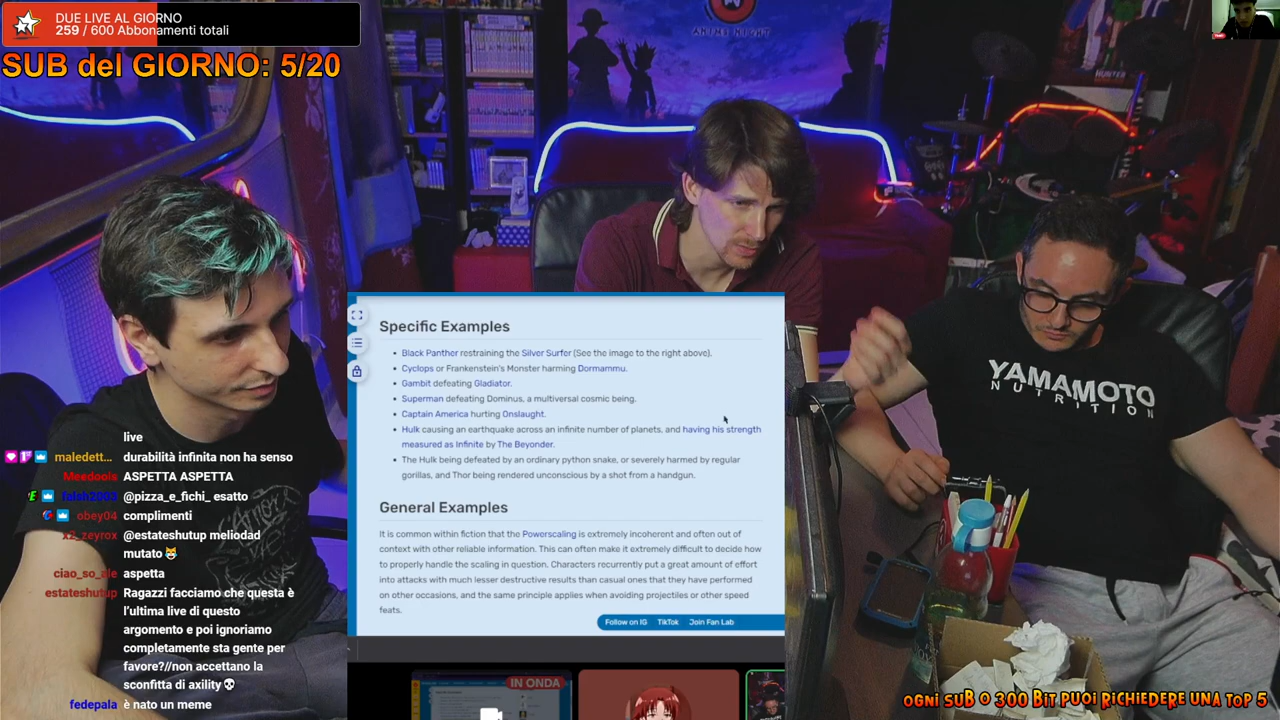 DUE LIVE AL GIORNO
259 / 600 Abbonamenti totali
SUB del GIORNO: 5/20
ANIME NIGHT
HUNTER
YAMAMOTO
NUTRITION
Specific Examples
• Black Panther restraining the Silver Surfer (See the image to the right above).
• Cyclops or Frankenstein's Monster harming Dormammu.
• Gambit defeating Gladiator.
• Superman defeating Dominus, a multiversal cosmic being.
• Captain America hurting Onslaught.
• Hulk causing an earthquake across an infinite number of planets, and having his strength
measured as Infinite by The Beyonder.
• The Hulk being defeated by an ordinary python snake, or severely harmed by regular
gorillas, and Thor being rendered unconscious by a shot from a handgun.
General Examples
It is common within fiction that the Powerscaling is extremely incoherent and often out of
context with other reliable information. This can often make it extremely difficult to decide how
to properly handle the scaling in question. Characters recurrently put a great amount of effort
into attacks with much lesser destructive results than casual ones that they have performed
on other occasions, and the same principle applies when avoiding projectiles or other speed
feats.
Follow on IG TikTok Join Fan Lab
IN ONDA
live
maledett... durabilità infinita non ha senso
Meedools ASPETTA ASPETTA
falsh2003 @pizza_e_fichi_ esatto
obey04 complimenti
x2_zeyrox @estateshutup meliodad
mutato 😼
ciao_so_ale aspetta
estateshutup Ragazzi facciamo che questa è
l'ultima live di questo
argomento e poi ignoriamo
completamente sta gente per
favore?//non accettano la
sconfitta di axility 💀
fedepala è nato un meme
OGNI SUB O 300 BIT PUOI RICHIEDERE UNA TOP 5